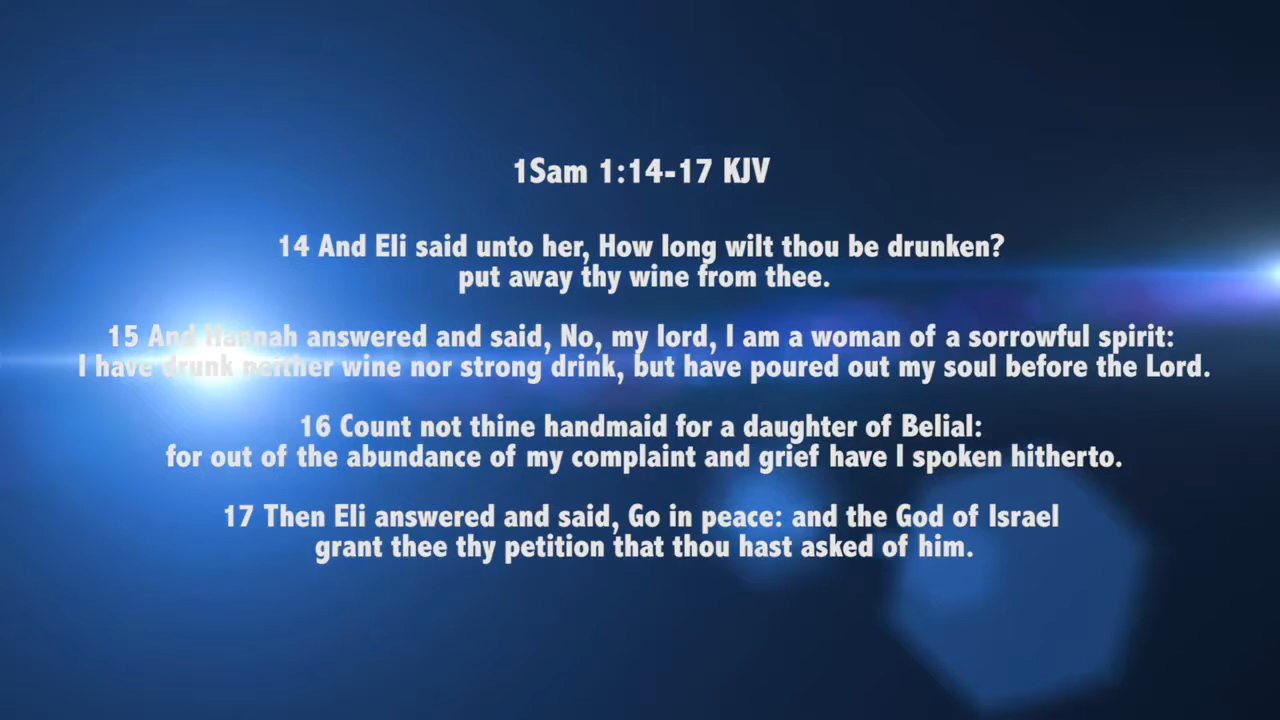 1Sam 1:14-17 KJV
14 And Eli said unto her, How long wilt thou be drunken?
put away thy wine from thee.
15 And Hannah answered and said, No, my lord, I am a woman of a sorrowful spirit:
I have drunk neither wine nor strong drink, but have poured out my soul before the Lord.
16 Count not thine handmaid for a daughter of Belial:
for out of the abundance of my complaint and grief have I spoken hitherto.
17 Then Eli answered and said, Go in peace: and the God of Israel
grant thee thy petition that thou hast asked of him.